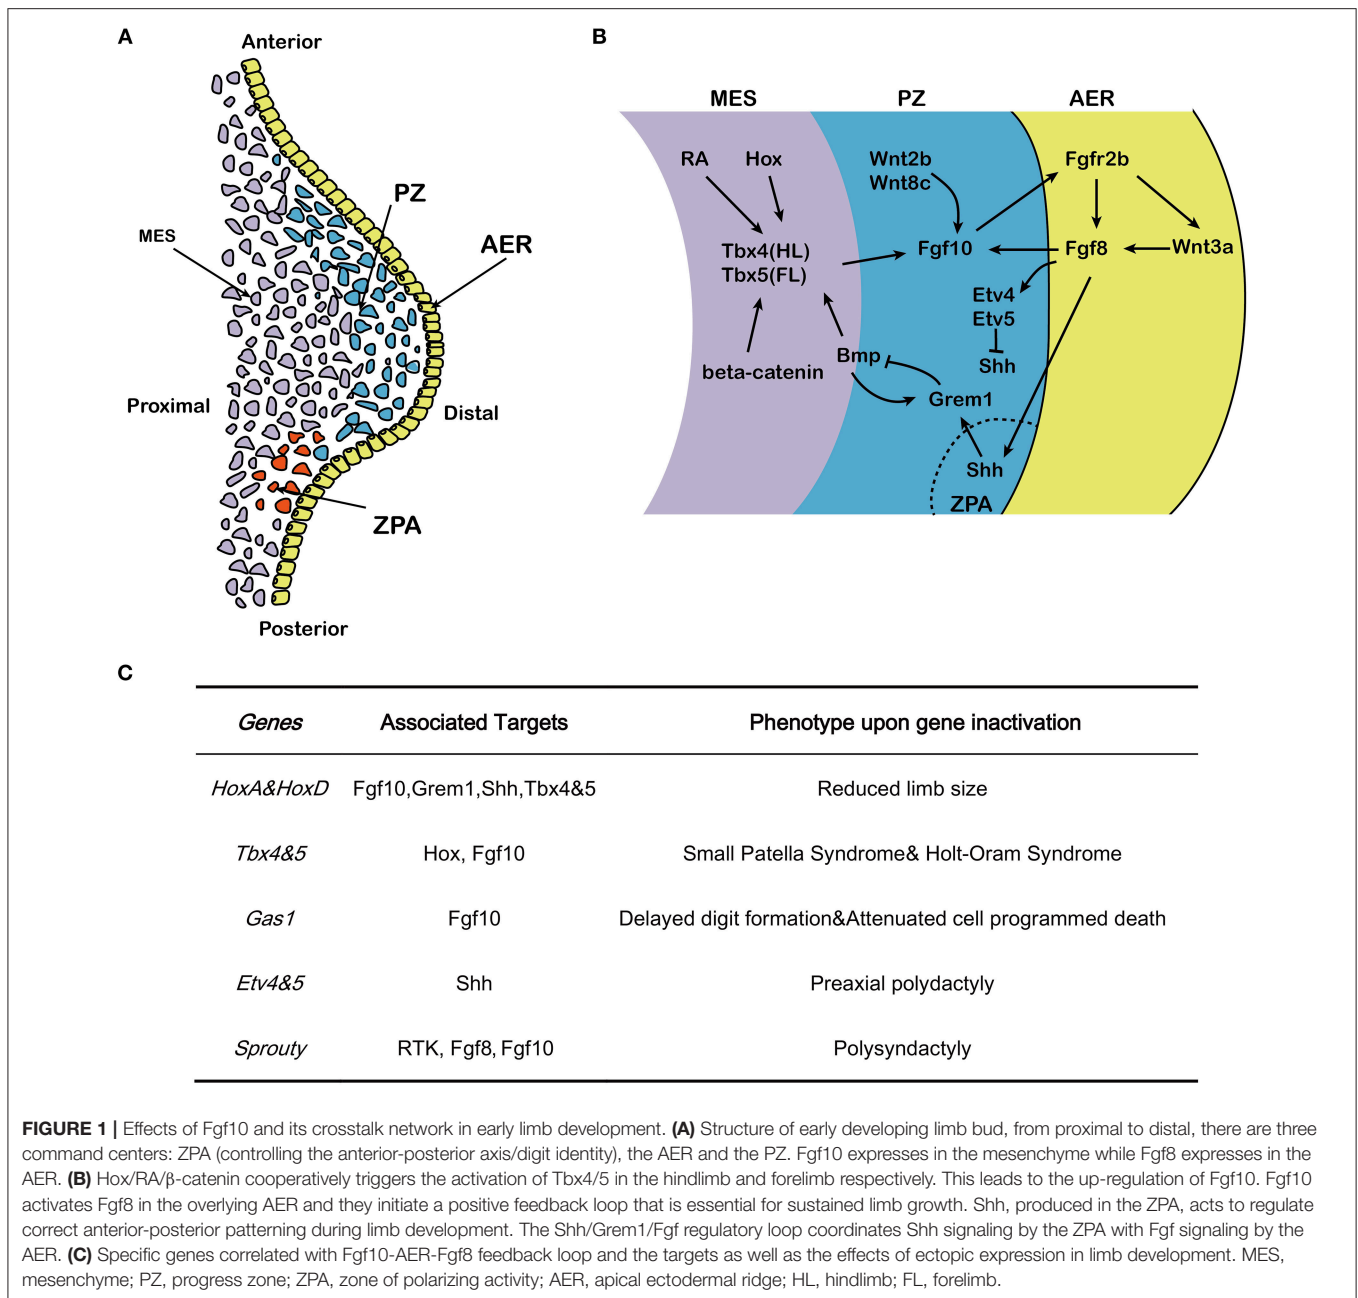 A
Anterior
PZ
MES
AER
Proximal
Distal
ZPA
Posterior
B
MES PZ AER
RA Hox
Wnt2b
Wnt8c
Fgfr2b
Tbx4(HL)
Tbx5(FL)
Fgf10
Fgf8
Wnt3a
Etv4
Etv5
Shh
Bmp
beta-catenin
Grem1
Shh
ZPA
C
Genes Associated Targets Phenotype upon gene inactivation
HoxA&HoxD Fgf10,Grem1,Shh,Tbx4&5 Reduced limb size
Tbx4&5 Hox, Fgf10 Small Patella Syndrome& Holt-Oram Syndrome
Gas1 Fgf10 Delayed digit formation&Attenuated cell programmed death
Etv4&5 Shh Preaxial polydactyly
Sprouty RTK, Fgf8, Fgf10 Polysyndactyly
FIGURE 1 | Effects of Fgf10 and its crosstalk network in early limb development. (A) Structure of early developing limb bud, from proximal to distal, there are three
command centers: ZPA (controlling the anterior-posterior axis/digit identity), the AER and the PZ. Fgf10 expresses in the mesenchyme while Fgf8 expresses in the
AER. (B) Hox/RA/β-catenin cooperatively triggers the activation of Tbx4/5 in the hindlimb and forelimb respectively. This leads to the up-regulation of Fgf10. Fgf10
activates Fgf8 in the overlying AER and they initiate a positive feedback loop that is essential for sustained limb growth. Shh, produced in the ZPA, acts to regulate
correct anterior-posterior patterning during limb development. The Shh/Grem1/Fgf regulatory loop coordinates Shh signaling by the ZPA with Fgf signaling by the
AER. (C) Specific genes correlated with Fgf10-AER-Fgf8 feedback loop and the targets as well as the effects of ectopic expression in limb development. MES,
mesenchyme; PZ, progress zone; ZPA, zone of polarizing activity; AER, apical ectodermal ridge; HL, hindlimb; FL, forelimb.